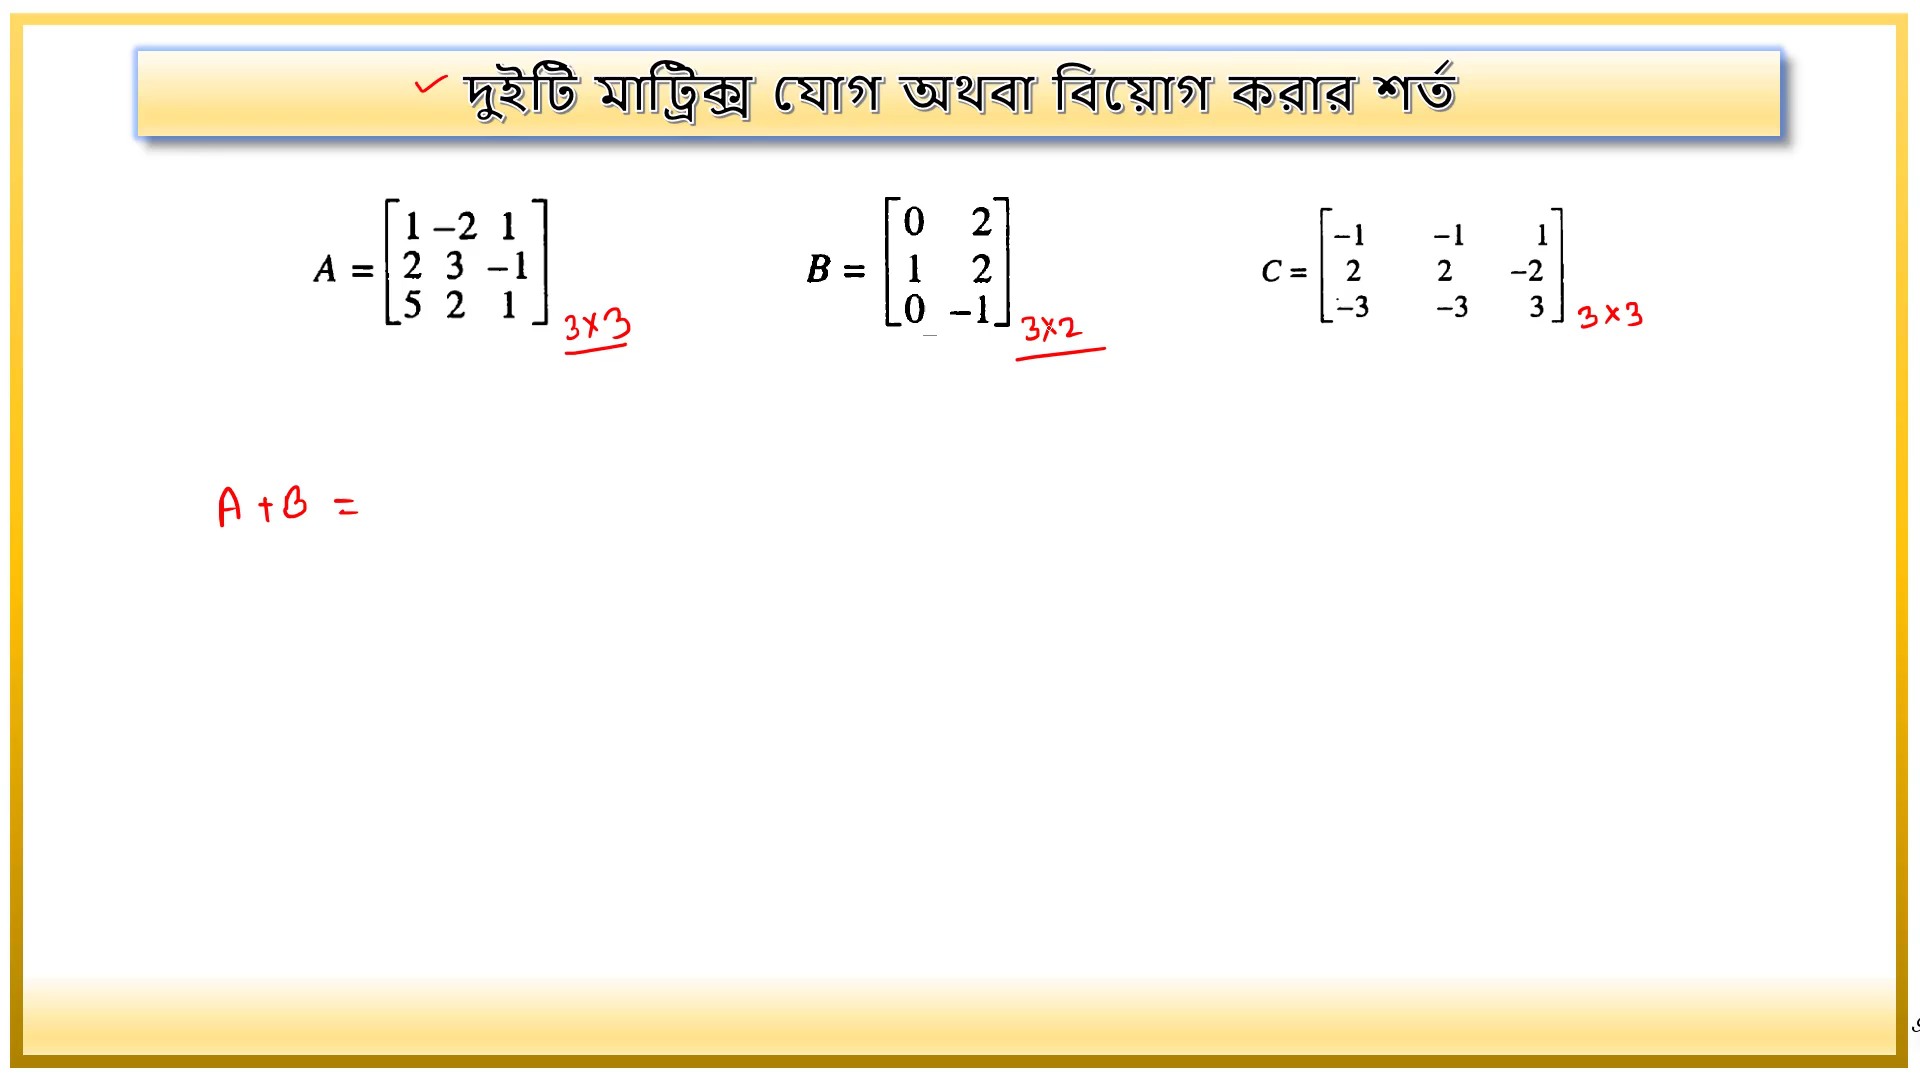 ✓ দুইটি মাট্রিক্স যোগ অথবা বিয়োগ করার শর্ত
A = [1 −2 1
2 3 −1
5 2 1] 3×3
B = [0 2
1 2
0 −1] 3×2
C = [−1 −1 1
2 2 −2
−3 −3 3] 3×3
A + B =